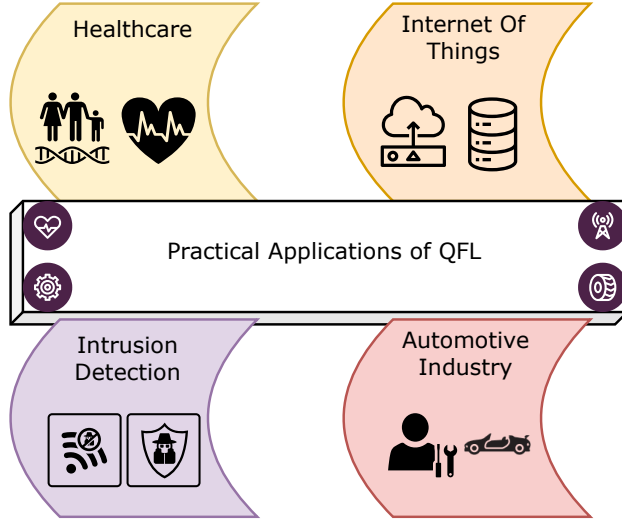 Healthcare
Internet Of
Things
Practical Applications of QFL
Intrusion
Detection
Automotive
Industry